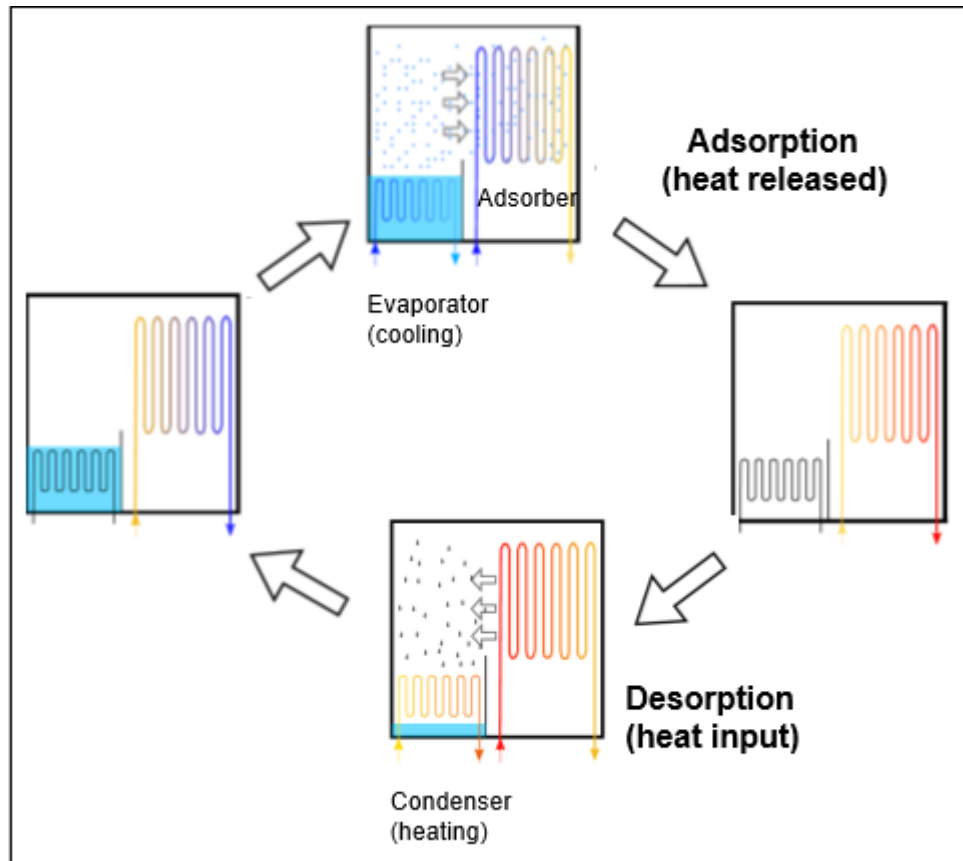 Adsorption
(heat released)
Adsorber
Evaporator
(cooling)
Desorption
(heat input)
Condenser
(heating)